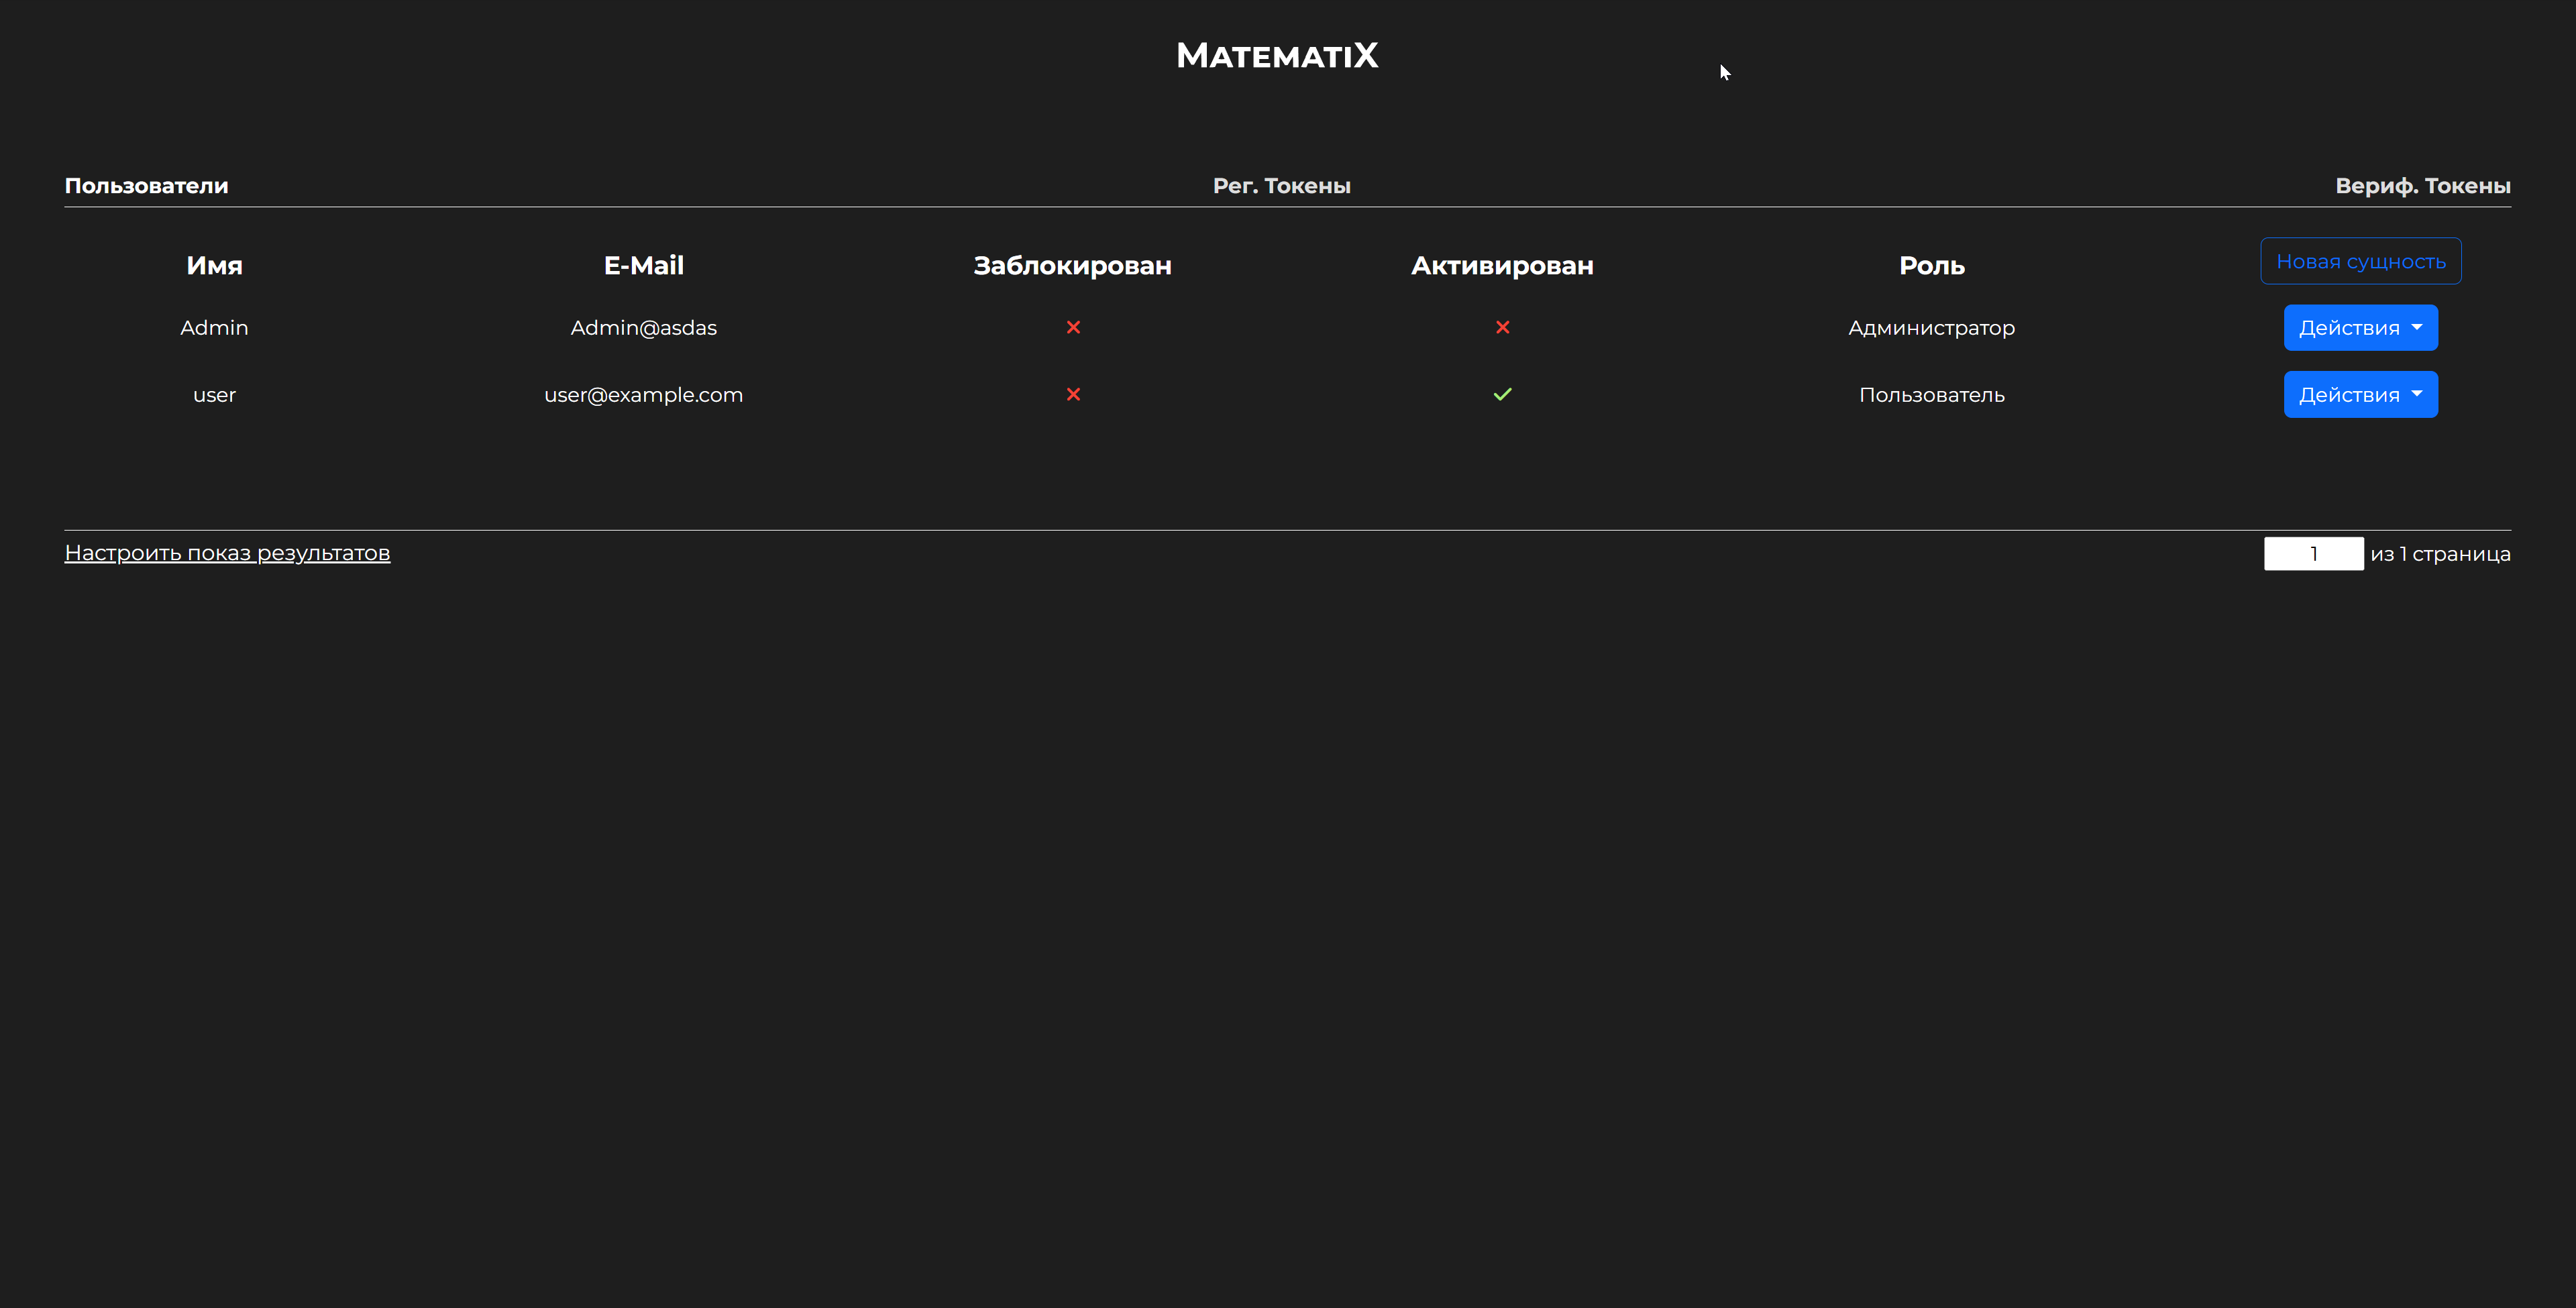 MATEMATIX
Пользователи Рег. Токены Вериф. Токены
Имя E-Mail Заблокирован Активирован Роль Новая сущность
Admin Admin@asdas Администратор Действия
user user@example.com Пользователь Действия
Настроить показ результатов 1 из 1 страница